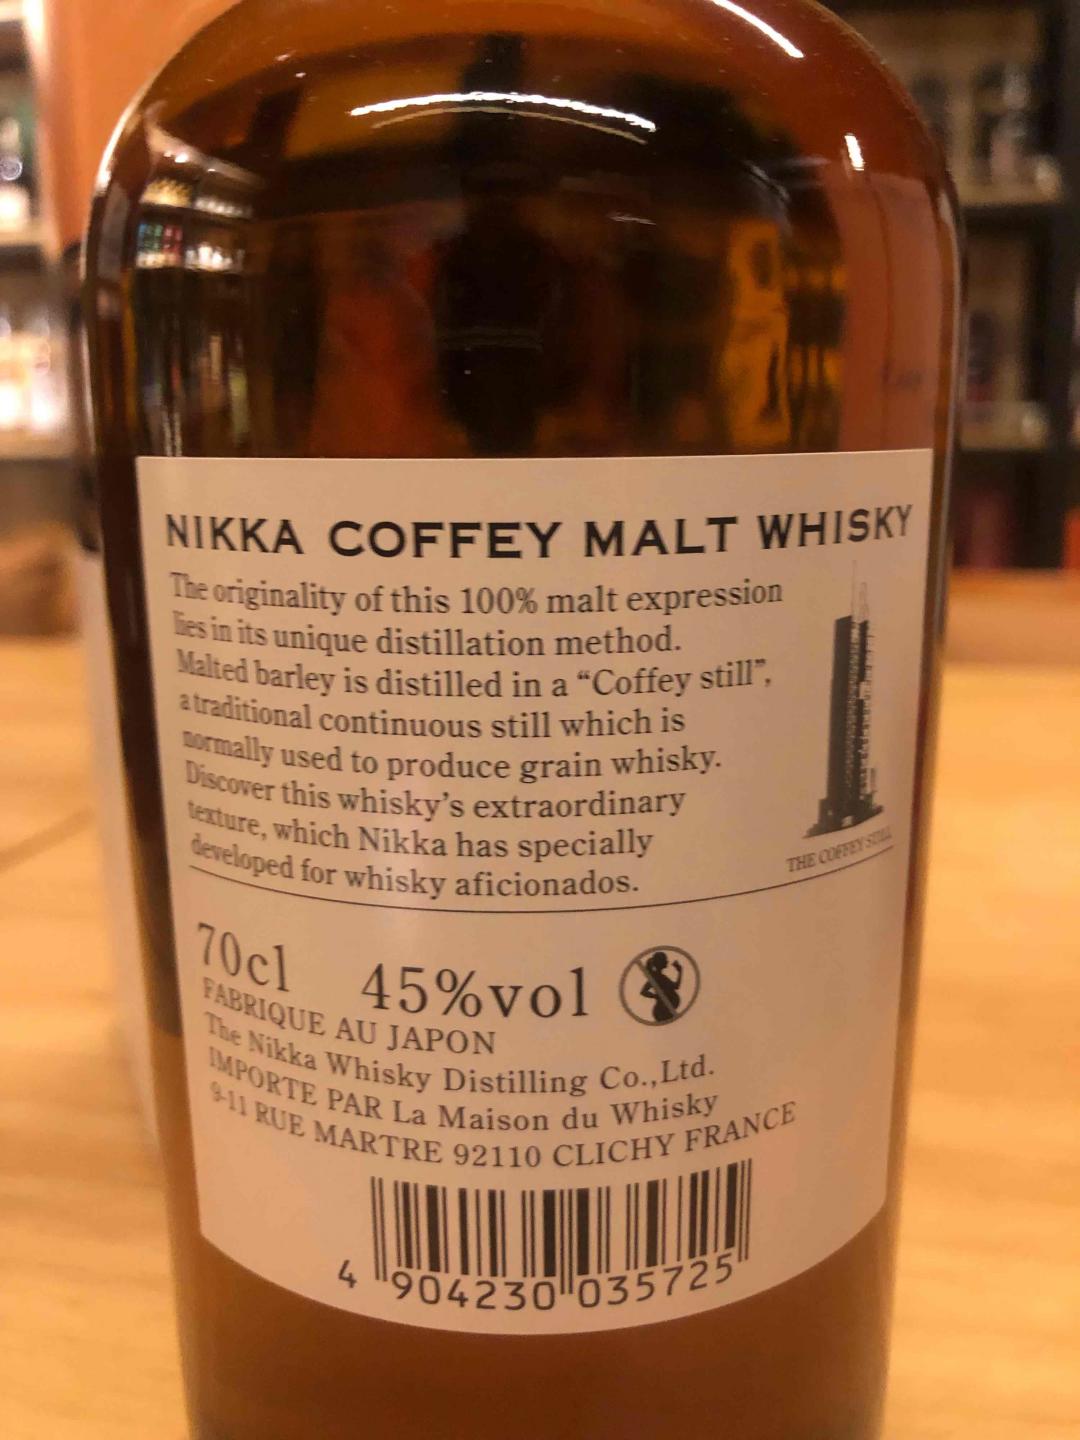 NIKKA COFFEY MALT WHISKY
The originality of this 100% malt expression
lies in its unique distillation method.
Malted barley is distilled in a “Coffey still”,
a traditional continuous still which is
normally used to produce grain whisky.
Discover this whisky’s extraordinary
texture, which Nikka has specially
developed for whisky aficionados.
THE COFFEY STILL
70cl 45%vol
FABRIQUE AU JAPON
The Nikka Whisky Distilling Co.,Ltd.
IMPORTE PAR La Maison du Whisky
9-11 RUE MARTRE 92110 CLICHY FRANCE
4 904230 035725